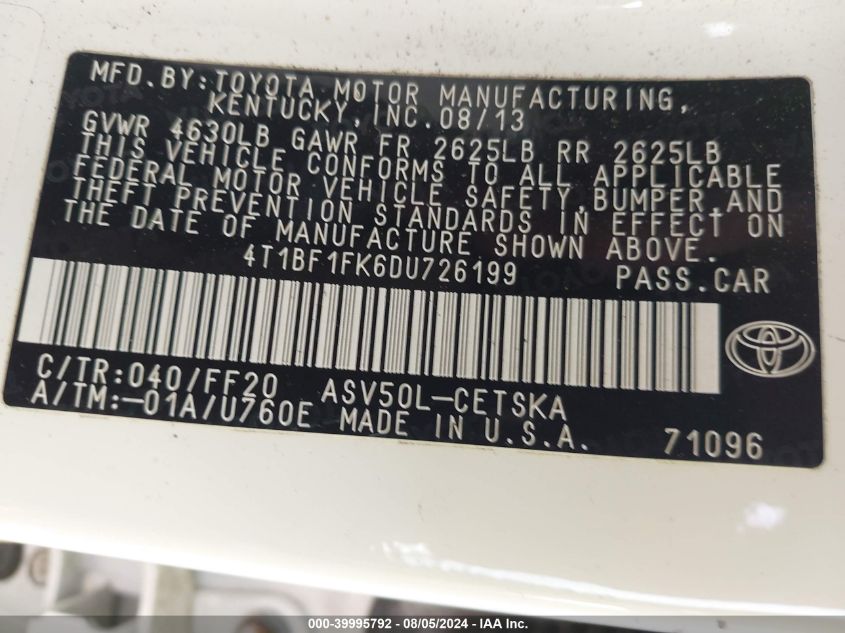 MFD.BY:TOYOTA MOTOR MANUFACTURING,
KENTUCKY, INC.08/13
GVWR 4630LB GAWR FR 2625LB RR 2625LB
THIS VEHICLE CONFORMS TO ALL APPLICABLE
FEDERAL MOTOR VEHICLE SAFETY,BUMPER,AND
THEFT PREVENTION STANDARDS IN EFFECT ON
THE DATE OF MANUFACTURE SHOWN ABOVE.
4T1BF1FK6DU726199 PASS.CAR
C/TR:040/FF20 ASV50L-CETSKA
A/TM:-01A/U760E MADE IN U.S.A. 71096
000-39995792 - 08/05/2024 - IAA Inc.